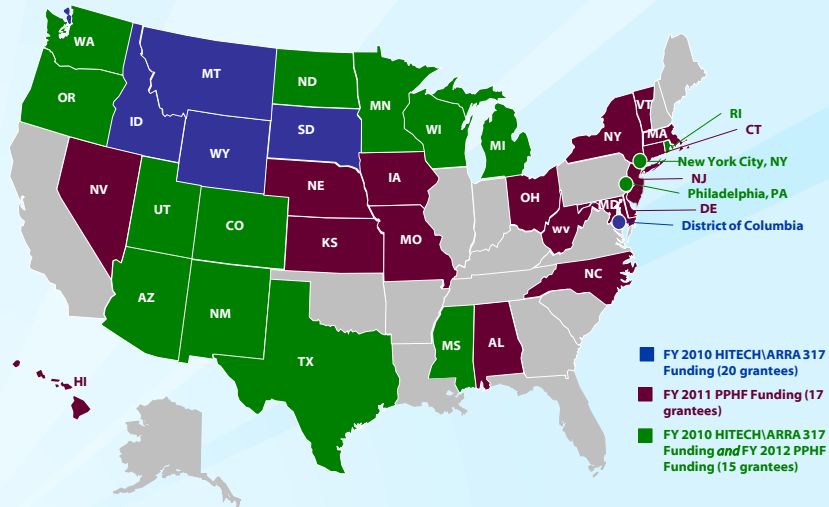 WA
MT
ND
OR
MN
ID
SD
WI
MI
WY
VT
NY
MA
RI
CT
New York City, NY
NV
NE
IA
OH
NJ
Philadelphia, PA
UT
CO
KS
MO
wv
MD
DE
District of Columbia
AZ
NM
NC
TX
MS
AL
HI
FY 2010 HITECH\ARRA 317
Funding (20 grantees)
FY 2011 PPHF Funding (17
grantees)
FY 2010 HITECH\ARRA 317
Funding and FY 2012 PPHF
Funding (15 grantees)